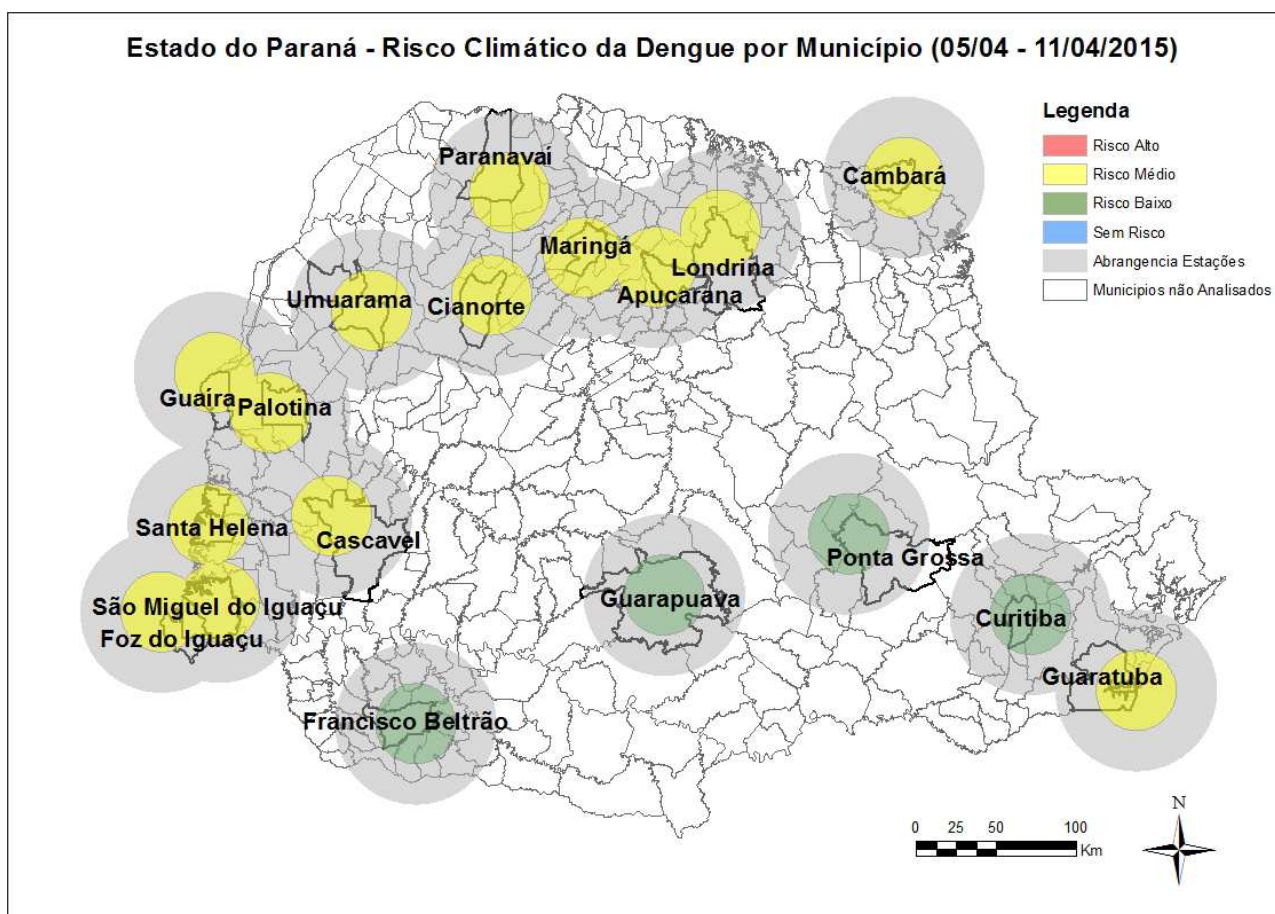 Estado do Paraná - Risco Climático da Dengue por Município (05/04 - 11/04/2015)
Legenda
Risco Alto
Risco Médio
Risco Baixo
Sem Risco
Abrangencia Estações
Municipios não Analisados
Paranavaí
Cambará
Maringá
Londrina
Apucarana
Umuarama
Cianorte
Guaíra
Palotina
Santa Helena
Cascavel
São Miguel do Iguaçu
Foz do Iguaçu
Ponta Grossa
Guarapuava
Curitiba
Guaratuba
Francisco Beltrão
0 25 50 100
Km
N